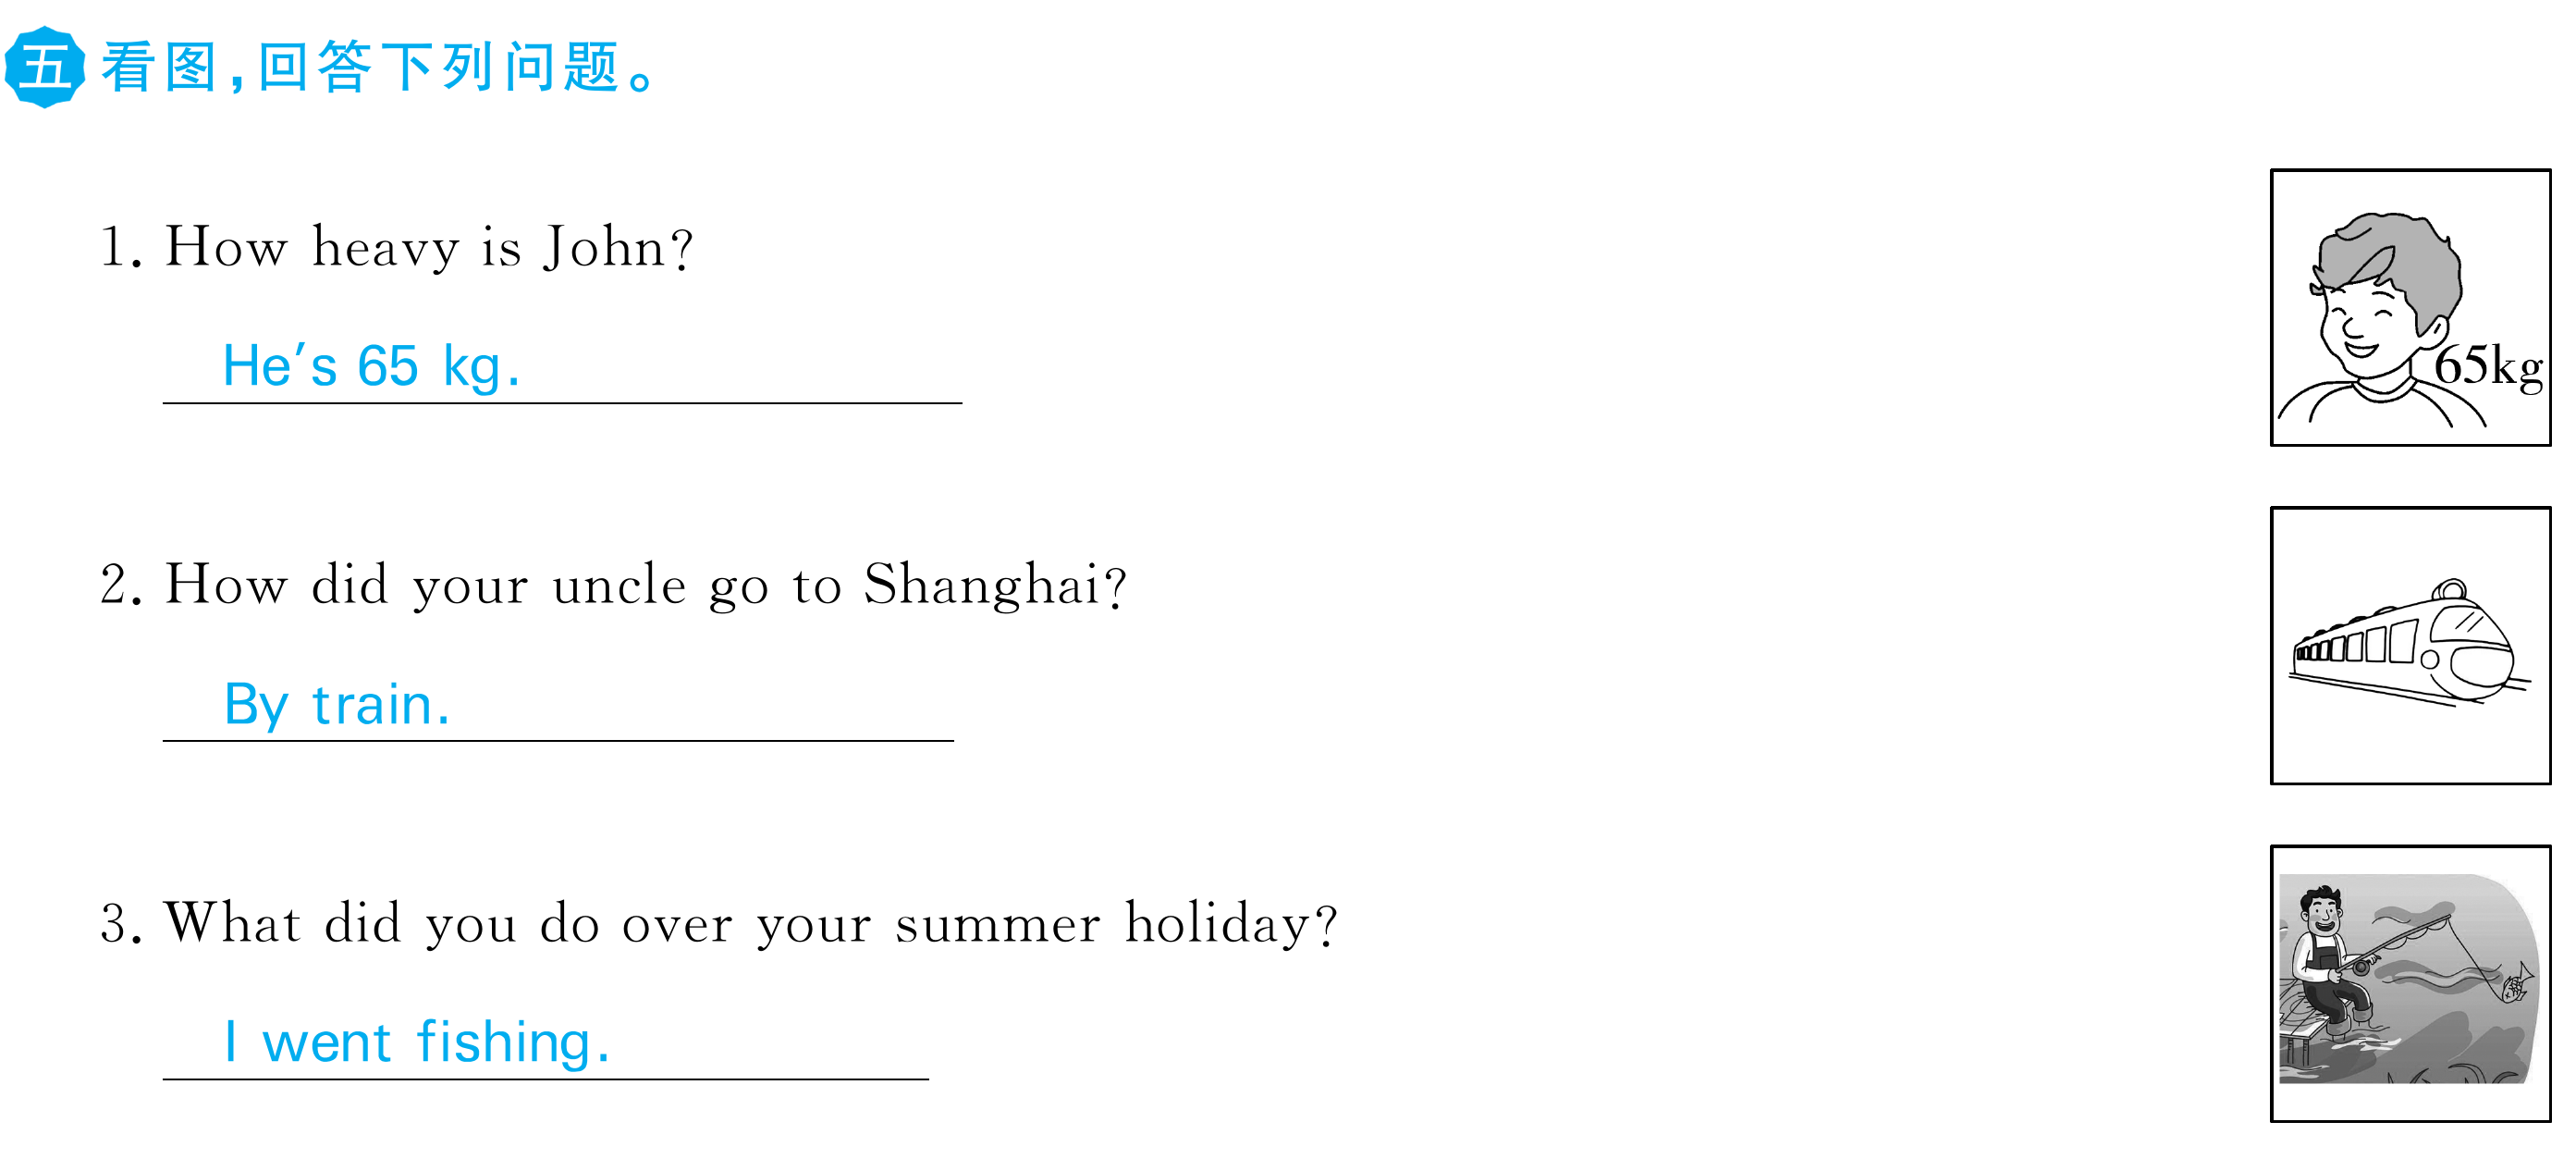 五 看图,回答下列问题。
1. How heavy is John?
He's 65 kg.
65kg
2. How did your uncle go to Shanghai?
By train.
3. What did you do over your summer holiday?
I went fishing.